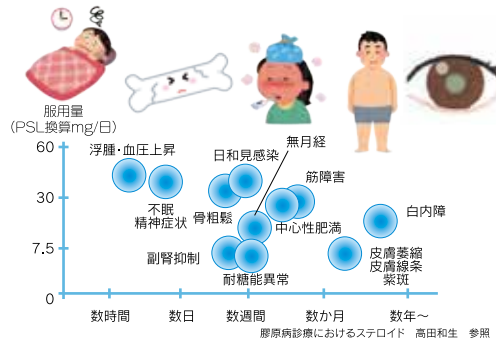 服用量
(PSL換算mg/日)
60
30
7.5
0
浮腫・血圧上昇
不眠
精神症状
日和見感染
無月経
筋障害
骨粗鬆
中心性肥満
白内障
副腎抑制
耐糖能異常
皮膚萎縮
皮膚線条
紫斑
数時間
数日
数週間
数か月
数年～
膠原病診療におけるステロイド 高田和生 参照